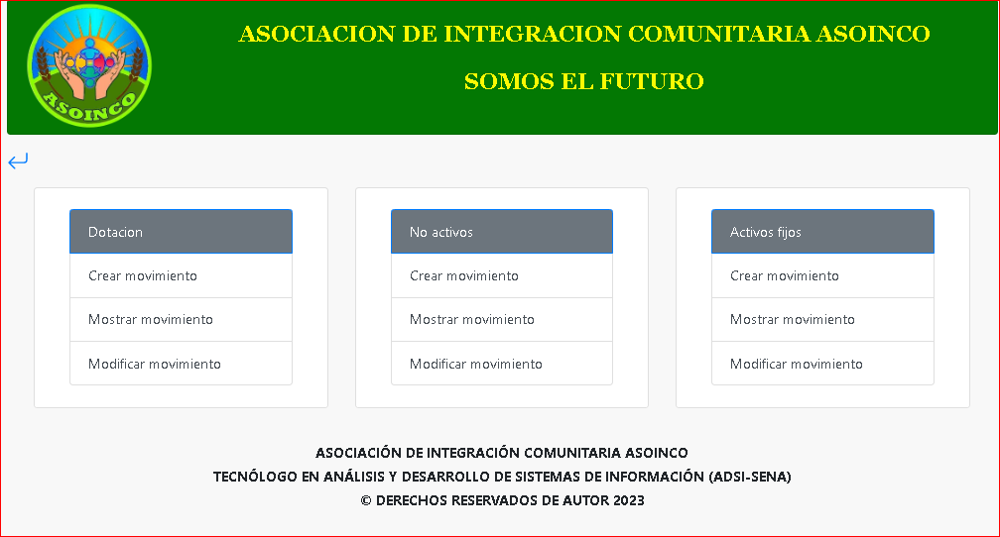 ASOCIACION DE INTEGRACION COMUNITARIA ASOINCO
SOMOS EL FUTURO
ASOINCO
Dotacion
Crear movimiento
Mostrar movimiento
Modificar movimiento
No activos
Crear movimiento
Mostrar movimiento
Modificar movimiento
Activos fijos
Crear movimiento
Mostrar movimiento
Modificar movimiento
ASOCIACIÓN DE INTEGRACIÓN COMUNITARIA ASOINCO
TECNÓLOGO EN ANÁLISIS Y DESARROLLO DE SISTEMAS DE INFORMACIÓN (ADSI-SENA)
© DERECHOS RESERVADOS DE AUTOR 2023